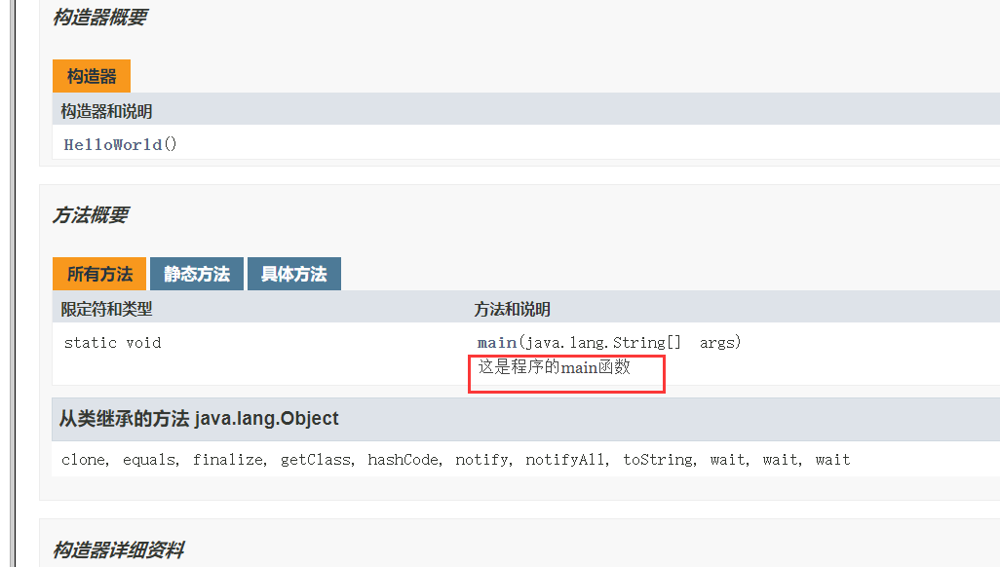 构造器概要
构造器
构造器和说明
HelloWorld()
方法概要
所有方法 静态方法 具体方法
限定符和类型 方法和说明
static void main(java.lang.String[] args)
这是程序的main函数
从类继承的方法 java.lang.Object
clone, equals, finalize, getClass, hashCode, notify, notifyAll, toString, wait, wait, wait
构造器详细资料